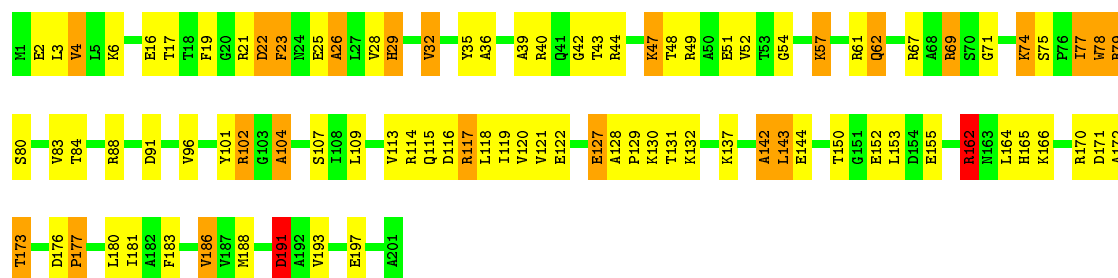 M1 E2 L3 V4 L5 K6 E16 T17 T18 F19 G20 R21 D22 F23 N24 E25 A26 L27 V28 H29 V32 Y35 A36 A39 R40 Q41 G42 T43 R44 K47 T48 R49 A50 E51 V52 T53 G54 K57 R61 Q62 R67 A68 R69 S70 G71 K74 S75 P76 I77 W78
S80 V83 T84 R88 D91 V96 Y101 R102 G103 A104 S107 I108 L109 V113 R114 Q115 D116 R117 L118 I119 V120 V121 E122 E127 A128 P129 K130 T131 K132 K137 A142 L143 E144 T150 G151 E152 L153 D154 E155 R162 N163 L164 H165 K166 R170 D171 A172
T173 D176 P177 L180 I181 A182 F183 V186 V187 M188 D191 A192 V193 E197 A201